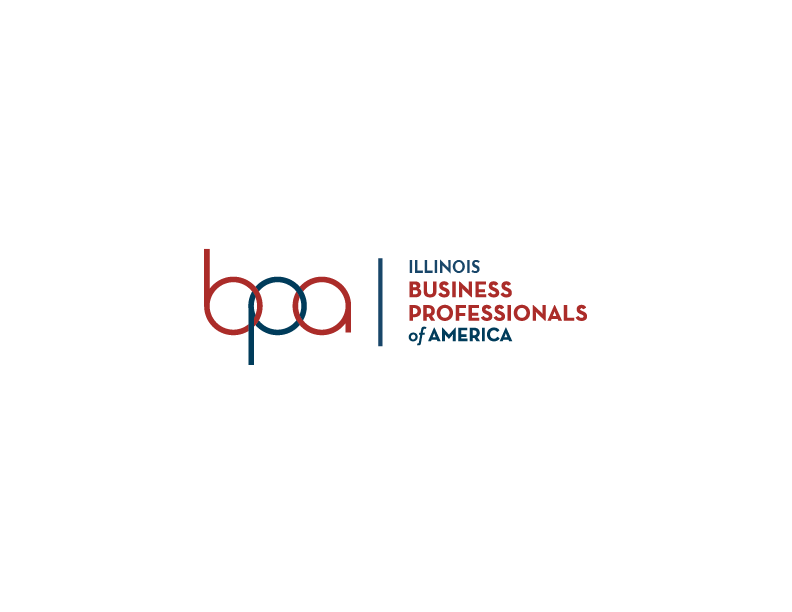 bpa
ILLINOIS
BUSINESS
PROFESSIONALS
of AMERICA